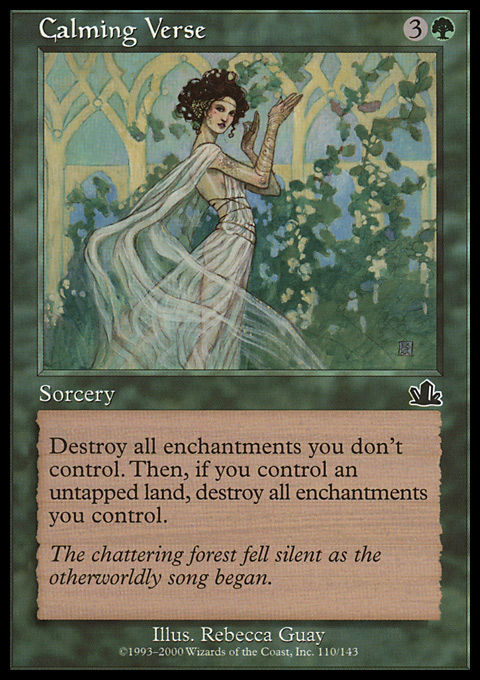 Calming Verse 3
Sorcery
Destroy all enchantments you don't
control. Then, if you control an
untapped land, destroy all enchantments
you control.
The chattering forest fell silent as the
otherworldly song began.
Illus. Rebecca Guay
©1993–2000 Wizards of the Coast, Inc. 110/143